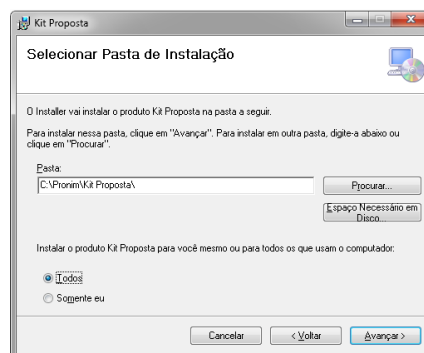 Kit Proposta
Selecionar Pasta de Instalação
O Installer vai instalar o produto Kit Proposta na pasta a seguir.
Para instalar nessa pasta, clique em "Avançar". Para instalar em outra pasta, digite-a abaixo ou
clique em "Procurar".
Pasta:
C:\Pronim\Kit Proposta\
Procurar...
Espaço Necessário em
Disco...
Instalar o produto Kit Proposta para você mesmo ou para todos os que usam o computador:
Todos
Somente eu
Cancelar
< Voltar
Avançar >